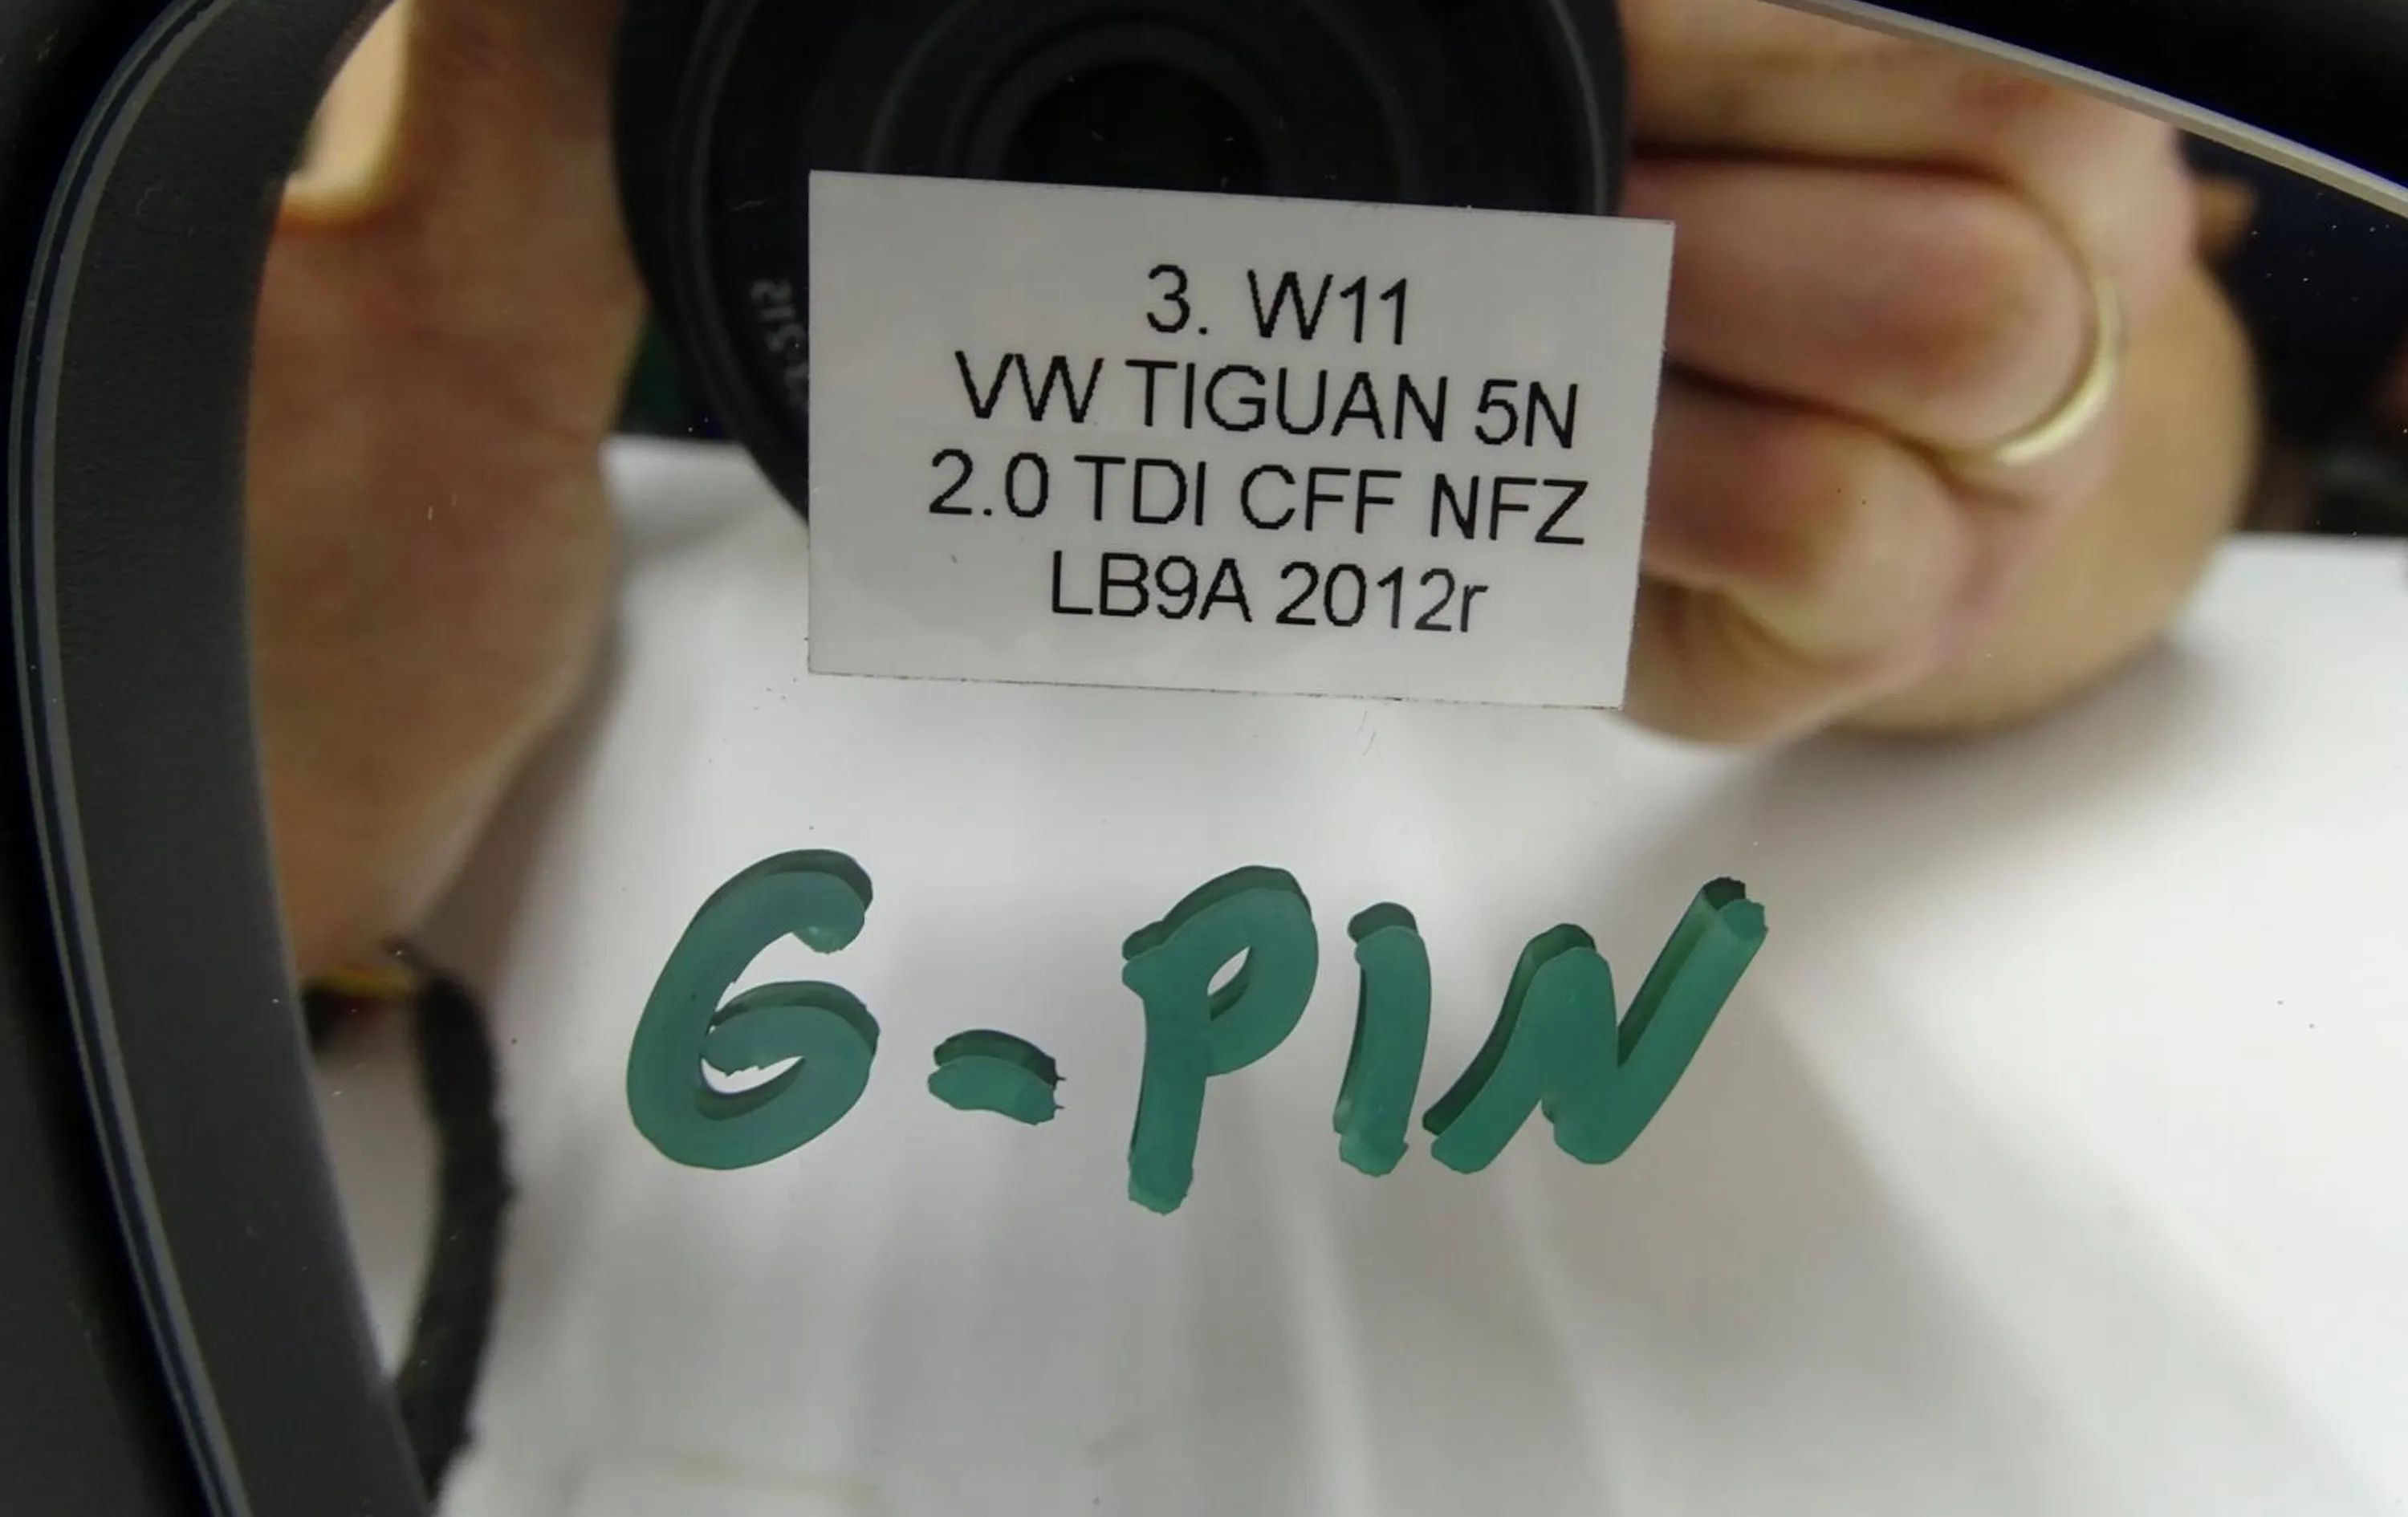 3. W11
VW TIGUAN 5N
2.0 TDI CFF NFZ
LB9A 2012r
6-PIN